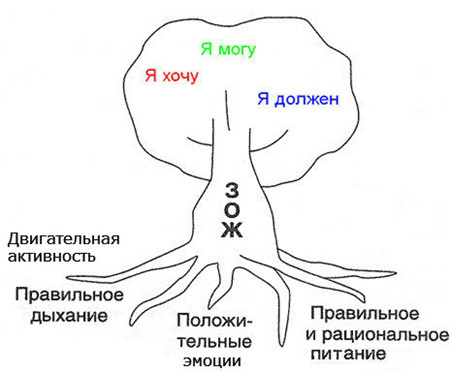 Я могу
Я хочу
Я должен
З
О
Ж
Двигательная
активность
Правильное
дыхание
Положи-
тельные
эмоции
Правильное
и рациональное
питание